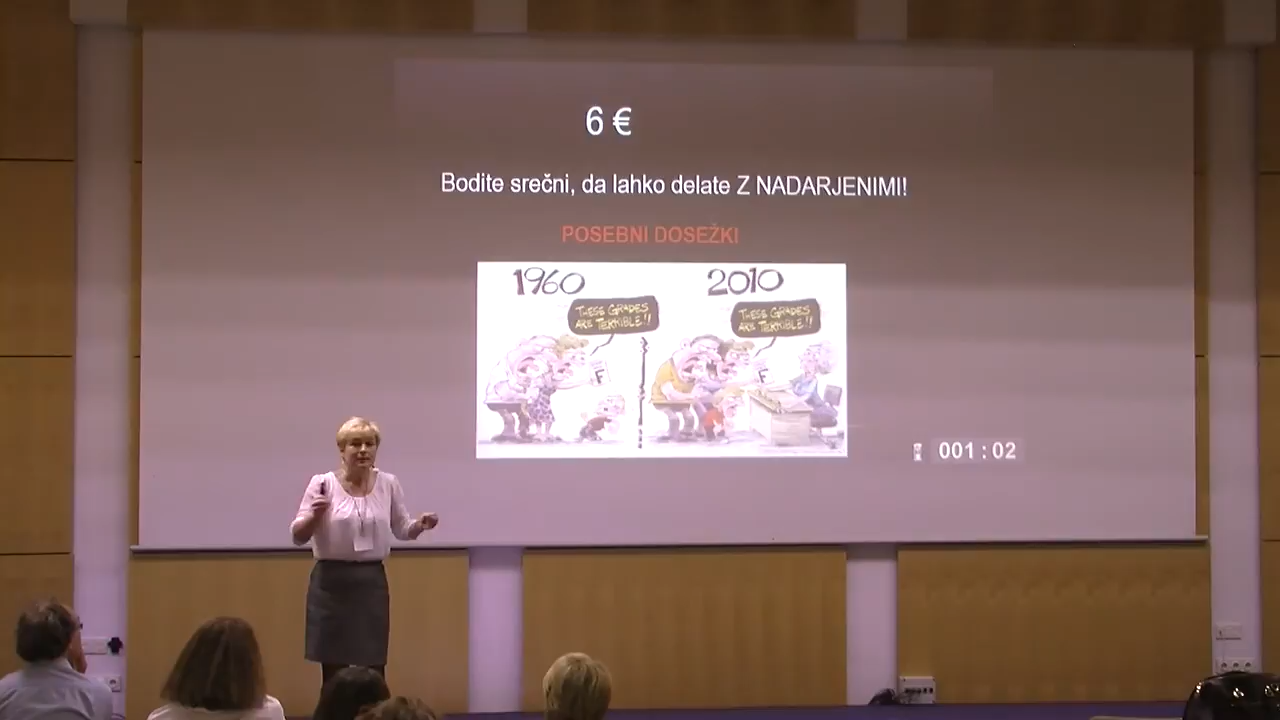 6 €
Bodite srečni, da lahko delate Z NADARJENIMI!
POSEBNI DOSEŽKI
1960
2010
THESE GRADES
ARE TERRIBLE!!
THESE GRADES
ARE TERRIBLE!!
F
F
001 : 02